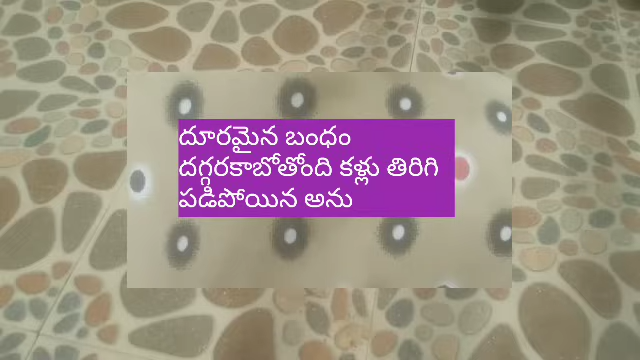 దూరమైన బంధం
దగ్గరకాబోతోంది కళ్లు తిరిగి
పడిపోయిన అను